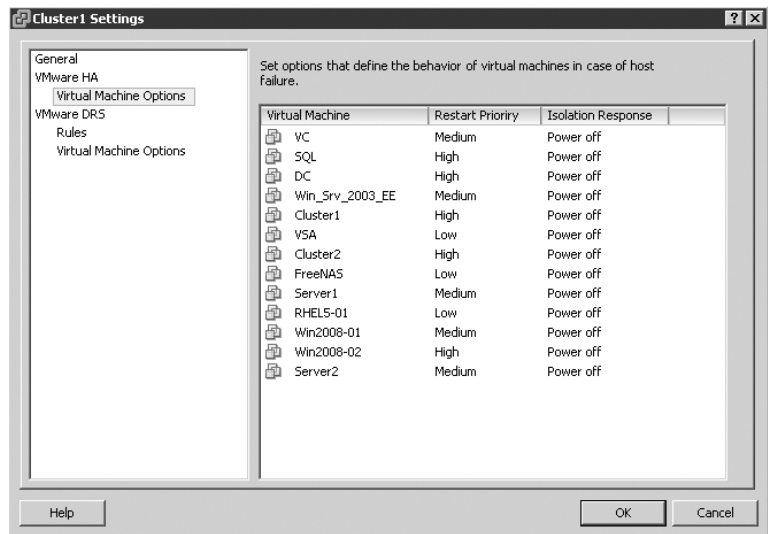 Cluster1 Settings
General
VMware HA
Virtual Machine Options
VMware DRS
Rules
Virtual Machine Options
Set options that define the behavior of virtual machines in case of host
failure.
Virtual Machine Restart Prioriry Isolation Response
VC Medium Power off
SQL High Power off
DC High Power off
Win_Srv_2003_EE Medium Power off
Cluster1 High Power off
VSA Low Power off
Cluster2 High Power off
FreeNAS Low Power off
Server1 Medium Power off
RHEL5-01 Low Power off
Win2008-01 Medium Power off
Win2008-02 High Power off
Server2 Medium Power off
Help OK Cancel